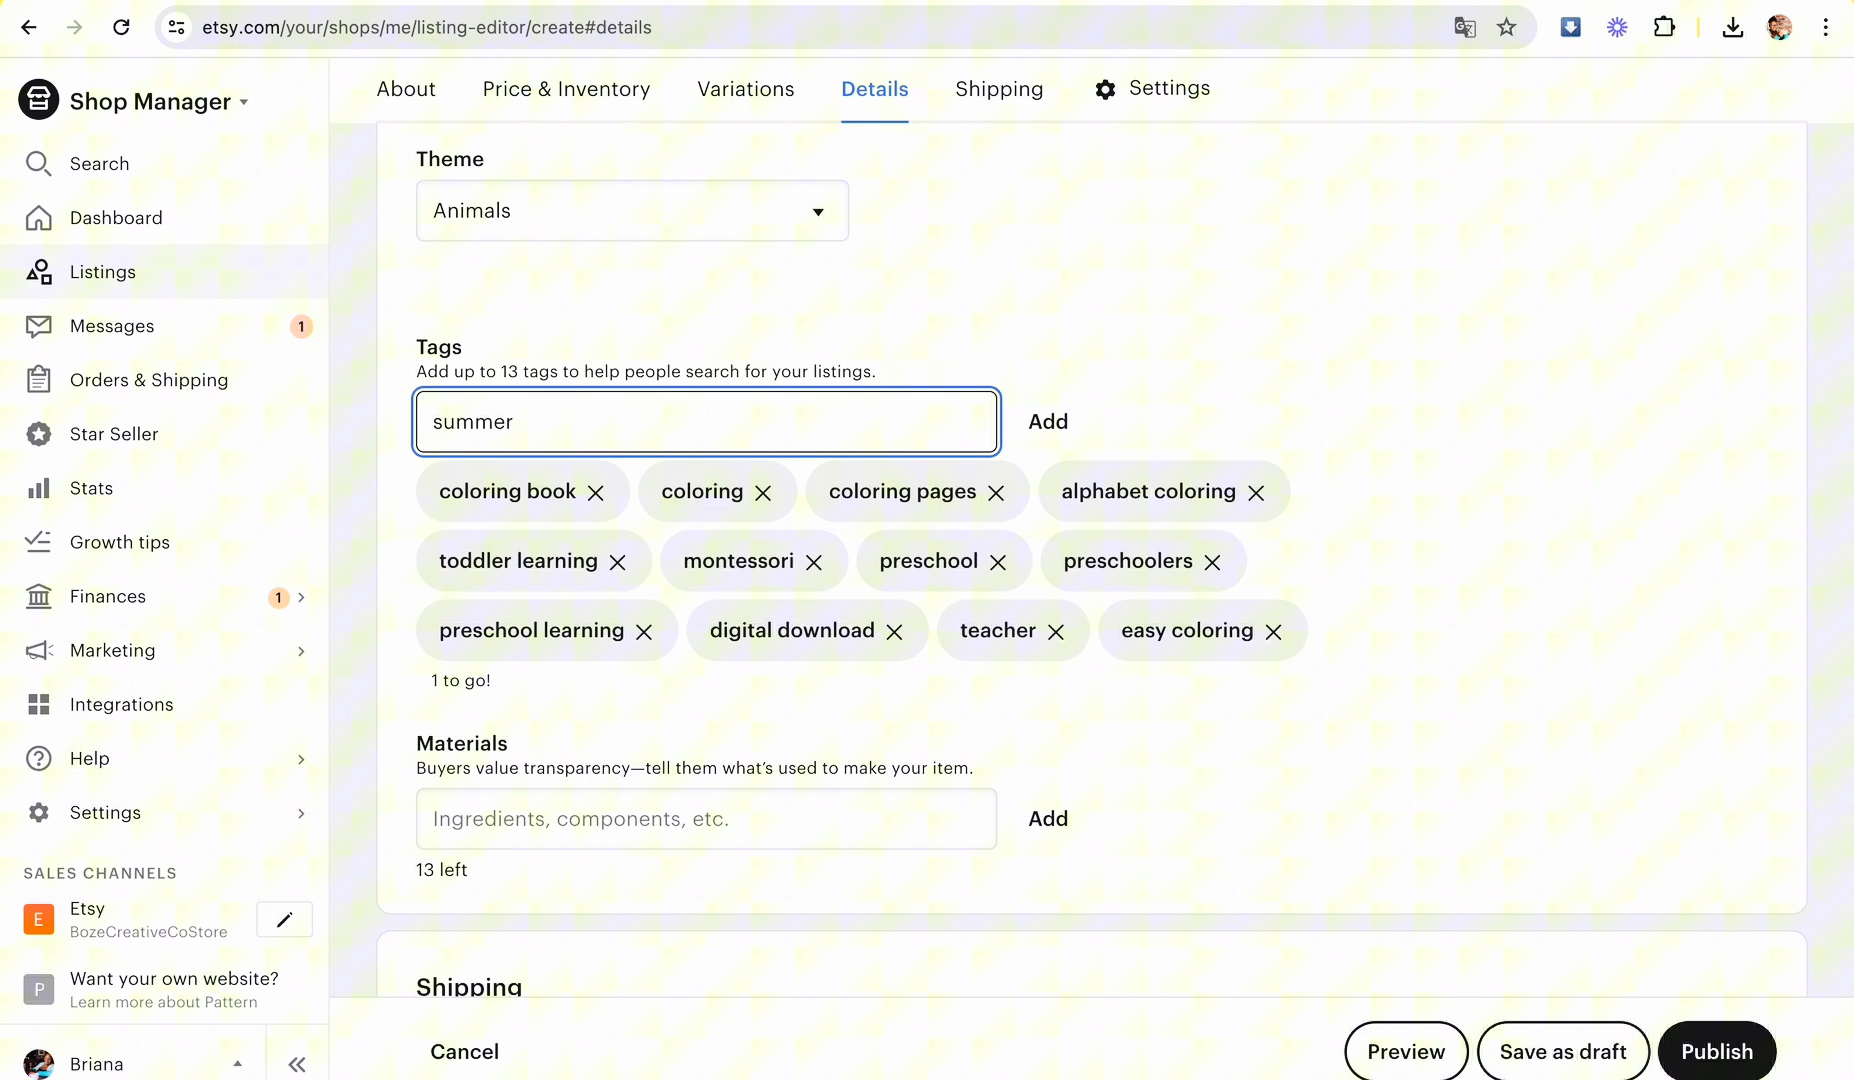 etsy.com/your/shops/me/listing-editor/create#details
Shop Manager
Search
Dashboard
Listings
Messages 1
Orders & Shipping
Star Seller
Stats
Growth tips
Finances 1
Marketing
Integrations
Help
Settings
SALES CHANNELS
E Etsy
BozeCreativeCoStore
P Want your own website?
Learn more about Pattern
Briana
About Price & Inventory Variations Details Shipping Settings
Theme
Animals
Tags
Add up to 13 tags to help people search for your listings.
summer Add
coloring book coloring coloring pages alphabet coloring
toddler learning montessori preschool preschoolers
preschool learning digital download teacher easy coloring
1 to go!
Materials
Buyers value transparency—tell them what's used to make your item.
Ingredients, components, etc. Add
13 left
Shipping
Cancel Preview Save as draft Publish